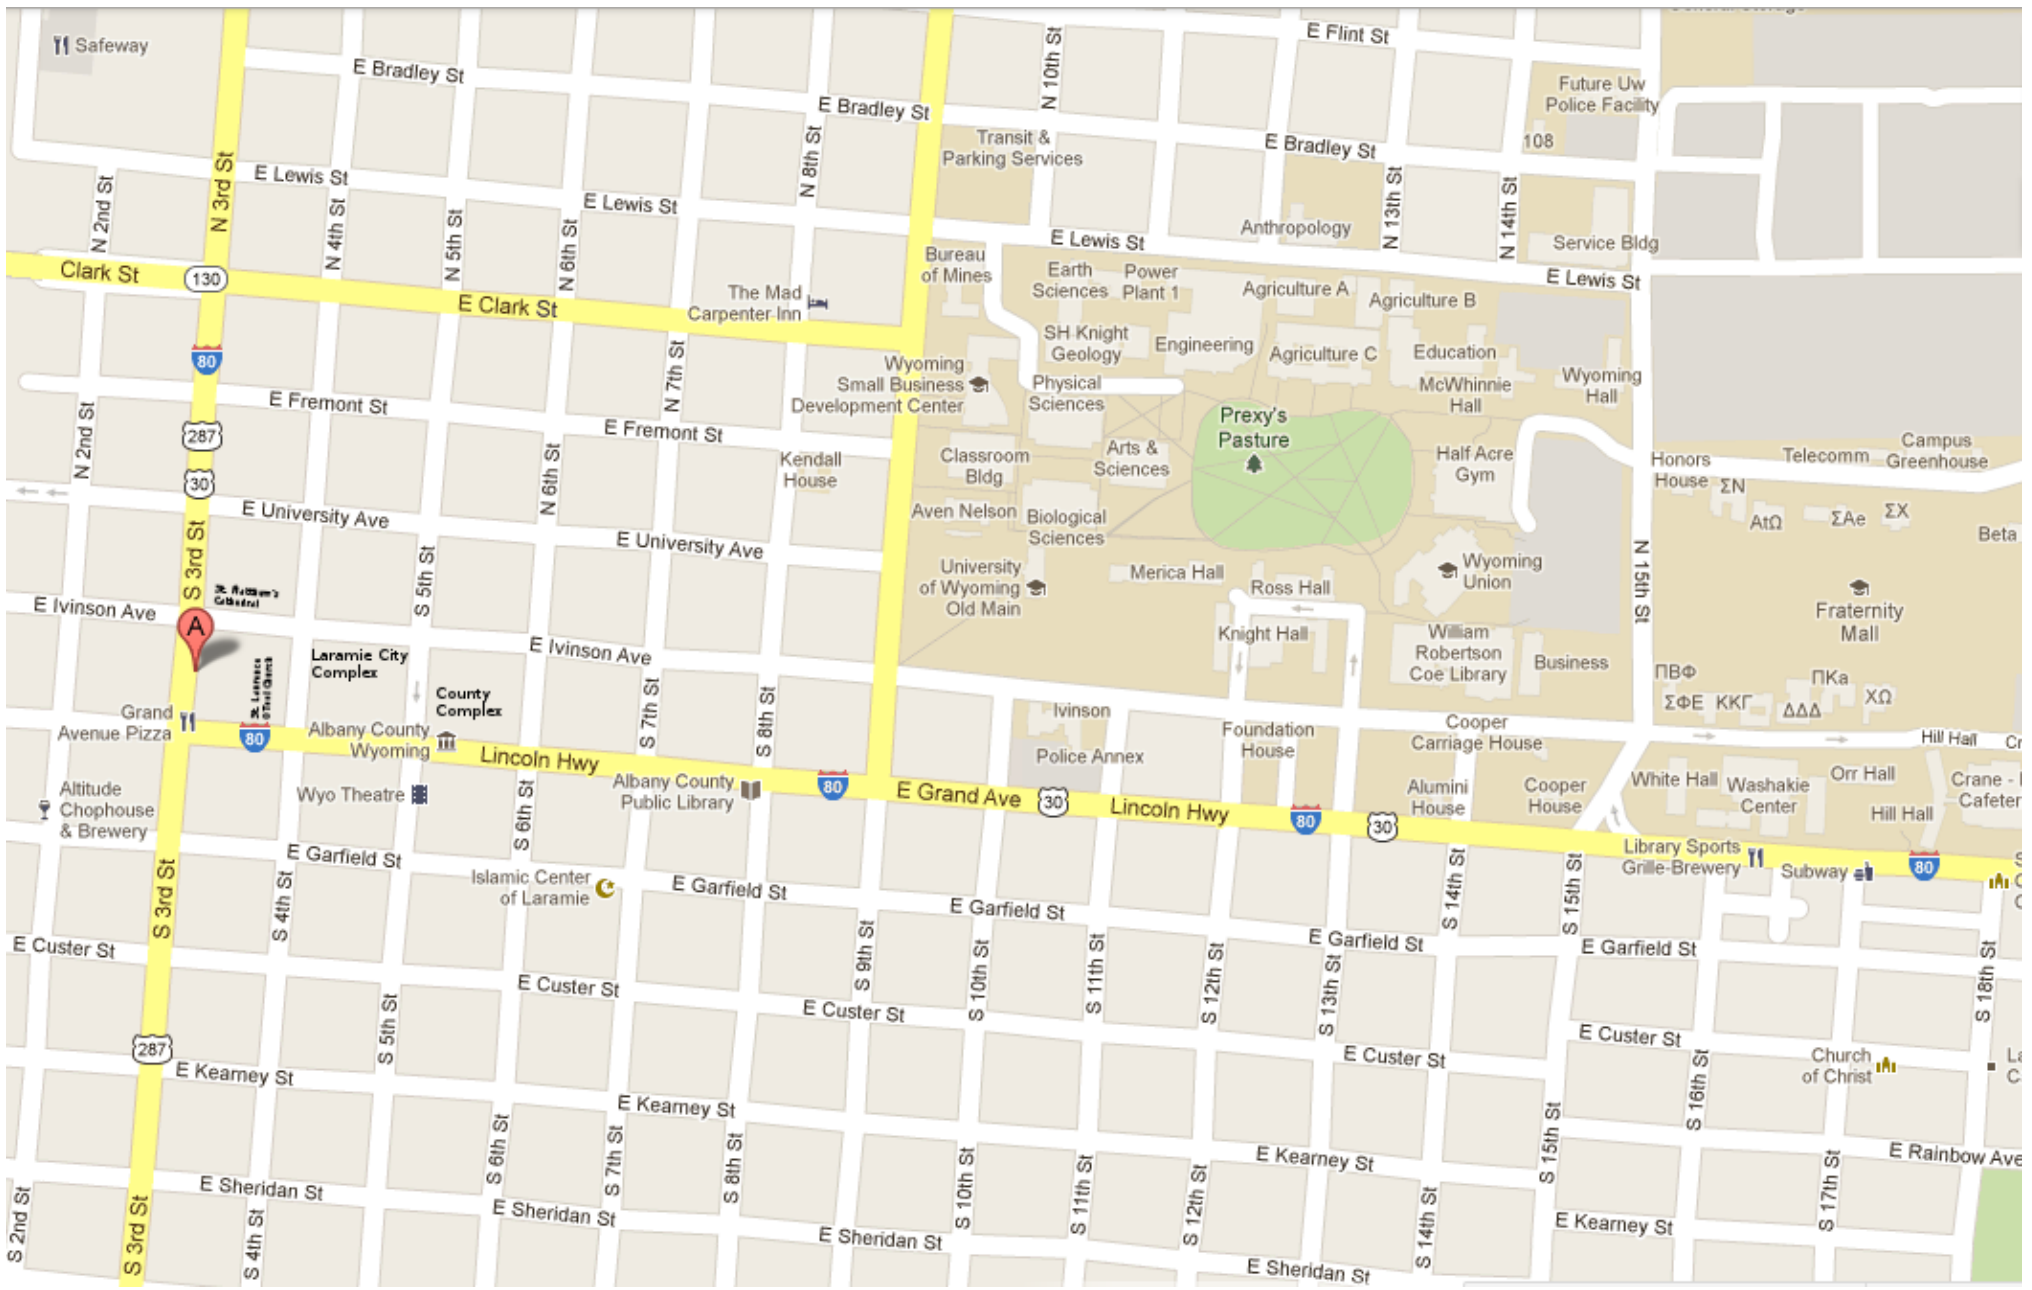 General Storage
Safeway
E Bradley St
E Bradley St
E Bradley St
E Flint St
N 10th St
Future Uw
Police Facility
108
Transit &
Parking Services
N 8th St
N 3rd St
N 2nd St
E Lewis St
E Lewis St
E Lewis St
E Lewis St
N 4th St
N 5th St
N 6th St
N 13th St
N 14th St
Anthropology
Service Bldg
Clark St
130
E Clark St
The Mad
Carpenter Inn
Bureau
of Mines
Earth
Sciences
Power
Plant 1
Agriculture A
Agriculture B
SH Knight
Geology
Engineering
Agriculture C
Education
80
Wyoming
Small Business
Development Center
Physical
Sciences
McWhinnie
Hall
Wyoming
Hall
N 7th St
E Fremont St
E Fremont St
N 2nd St
287
30
Prexy's
Pasture
Kendall
House
Classroom
Bldg
Arts &
Sciences
Half Acre
Gym
Honors
House
Telecomm
Campus
Greenhouse
N 6th St
E University Ave
E University Ave
Aven Nelson
Biological
Sciences
ΣN
AtΩ
ΣAe
ΣX
Beta
S 3rd St
S 5th St
N 15th St
University
of Wyoming
Old Main
Merica Hall
Ross Hall
Wyoming
Union
Fraternity
Mall
St. Matthew's
Cathedral
E Ivinson Ave
A
E Ivinson Ave
Knight Hall
William
Robertson
Coe Library
Business
Laramie City
Complex
County
Complex
ΠBΦ
ΣΦE
KKΓ
ΔΔΔ
ΠKa
XΩ
Grand
Avenue Pizza
80
Albany County
Wyoming
Lincoln Hwy
S 7th St
S 8th St
Ivinson
Police Annex
Foundation
House
Cooper
Carriage House
Hill Hall
Cr
Altitude
Chophouse
& Brewery
Wyo Theatre
Albany County
Public Library
80
E Grand Ave
30
Lincoln Hwy
80
30
Alumini
House
Cooper
House
White Hall
Washakie
Center
Orr Hall
Hill Hall
Crane -
Cafeter
S 6th St
S 3rd St
S 4th St
E Garfield St
E Garfield St
E Garfield St
E Garfield St
E Garfield St
Islamic Center
of Laramie
Library Sports
Grille-Brewery
Subway
80
S 14th St
S 15th St
E Custer St
E Custer St
E Custer St
E Custer St
E Custer St
S 9th St
S 10th St
S 11th St
S 12th St
S 13th St
S 18th St
S 5th St
287
E Kearney St
E Kearney St
E Kearney St
E Kearney St
Church
of Christ
La
C
S 16th St
S 15th St
E Rainbow Ave
S 2nd St
S 3rd St
S 4th St
E Sheridan St
E Sheridan St
E Sheridan St
E Sheridan St
S 6th St
S 7th St
S 8th St
S 10th St
S 11th St
S 12th St
S 14th St
S 17th St